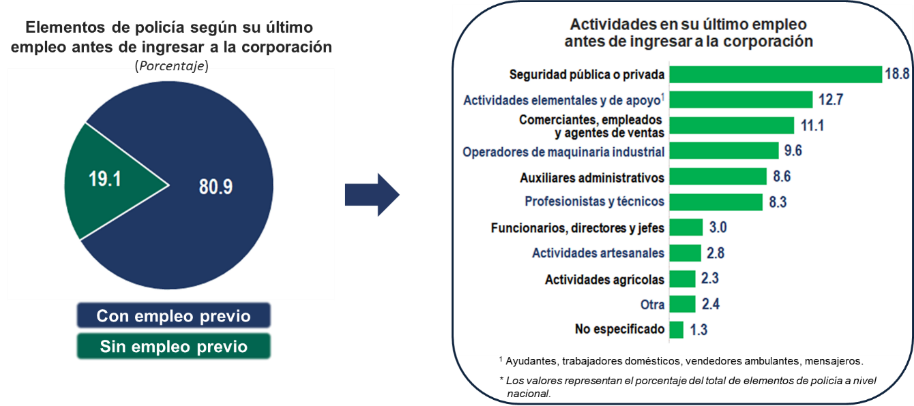 Elementos de policía según su último
empleo antes de ingresar a la corporación
(Porcentaje)
19.1
80.9
Con empleo previo
Sin empleo previo
Actividades en su último empleo
antes de ingresar a la corporación
Seguridad pública o privada 18.8
Actividades elementales y de apoyo¹ 12.7
Comerciantes, empleados
y agentes de ventas 11.1
Operadores de maquinaria industrial 9.6
Auxiliares administrativos 8.6
Profesionistas y técnicos 8.3
Funcionarios, directores y jefes 3.0
Actividades artesanales 2.8
Actividades agrícolas 2.3
Otra 2.4
No especificado 1.3
¹ Ayudantes, trabajadores domésticos, vendedores ambulantes, mensajeros.
* Los valores representan el porcentaje del total de elementos de policía a nivel
nacional.